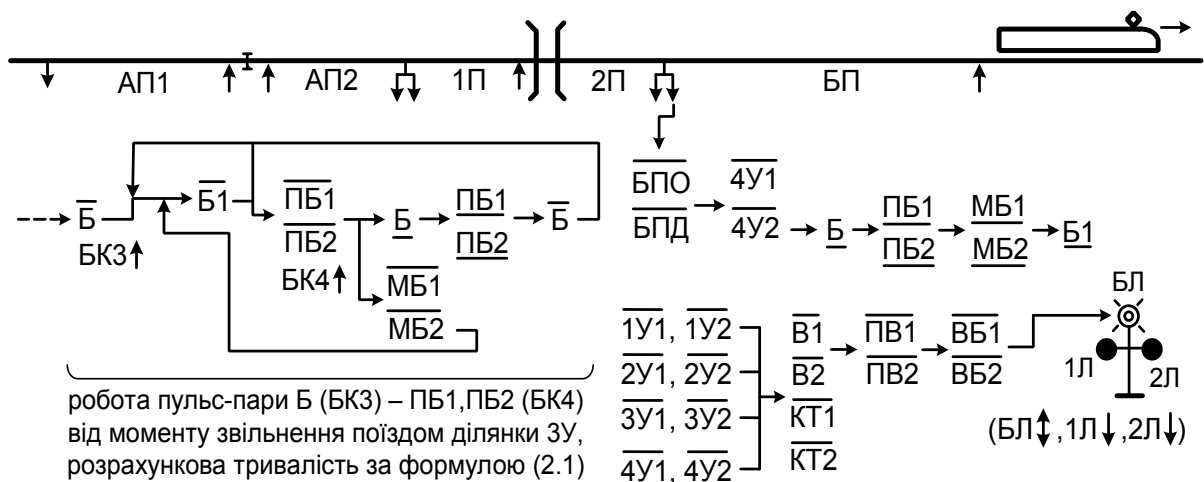 АП1 АП2 1П 2П БП
Б Б1 ПБ1 Б ПБ1 Б
ПБ2 ПБ2
БК3 БК4 МБ1
МБ2
БПО 4У1
БПД 4У2 Б ПБ1 МБ1 Б1
ПБ2 МБ2
1У1, 1У2 В1 ПВ1 ВБ1 БЛ
2У1, 2У2 В2 ПВ2 ВБ2 1Л 2Л
3У1, 3У2 КТ1
4У1, 4У2 КТ2
(БЛ↕,1Л↓,2Л↓)
робота пульс-пари Б (БК3) – ПБ1,ПБ2 (БК4)
від моменту звільнення поїздом ділянки 3У,
розрахункова тривалість за формулою (2.1)